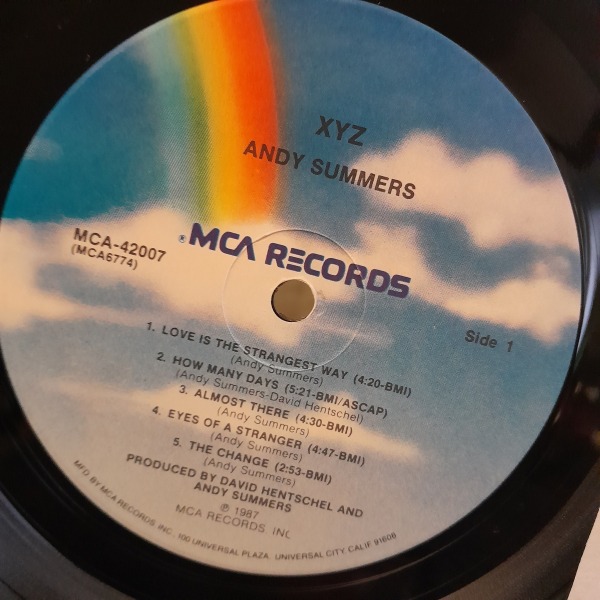 XYZ
ANDY SUMMERS
MCA-42007
(MCA6774)
® MCA RECORDS
Side 1
1. LOVE IS THE STRANGEST WAY (4:20-BMI)
(Andy Summers)
2. HOW MANY DAYS (5:21-BMI/ASCAP)
(Andy Summers-David Hentschel)
3. ALMOST THERE (4:30-BMI)
(Andy Summers)
4. EYES OF A STRANGER (4:47-BMI)
(Andy Summers)
5. THE CHANGE (2:53-BMI)
(Andy Summers)
PRODUCED BY DAVID HENTSCHEL AND
ANDY SUMMERS
℗ 1987
MCA RECORDS, INC
MFD BY MCA RECORDS, INC., 100 UNIVERSAL PLAZA, UNIVERSAL CITY, CALIF. 91608